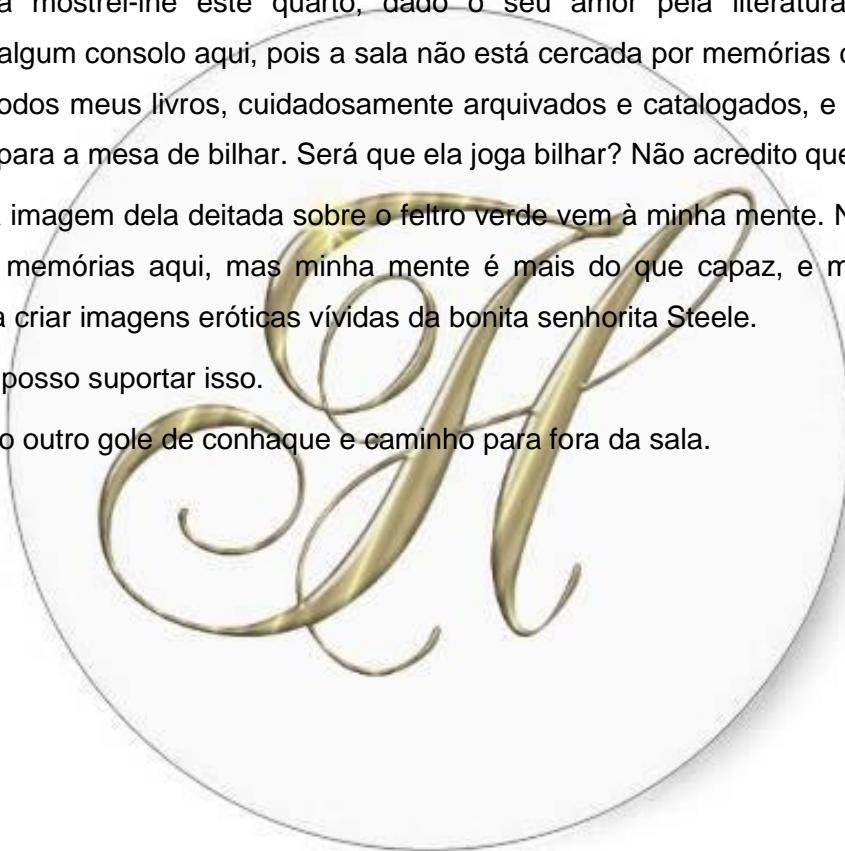 a mostrei-lhe este quarto, dado o seu amor pela literatura
algum consolo aqui, pois a sala não está cercada por memórias
odos meus livros, cuidadosamente arquivados e catalogados, e
para a mesa de bilhar. Será que ela joga bilhar? Não acredito que
imagem dela deitada sobre o feltro verde vem à minha mente.
memórias aqui, mas minha mente é mais do que capaz, e m
a criar imagens eróticas vívidas da bonita senhorita Steele.
posso suportar isso.
o outro gole de conhaque e caminho para fora da sala.
H